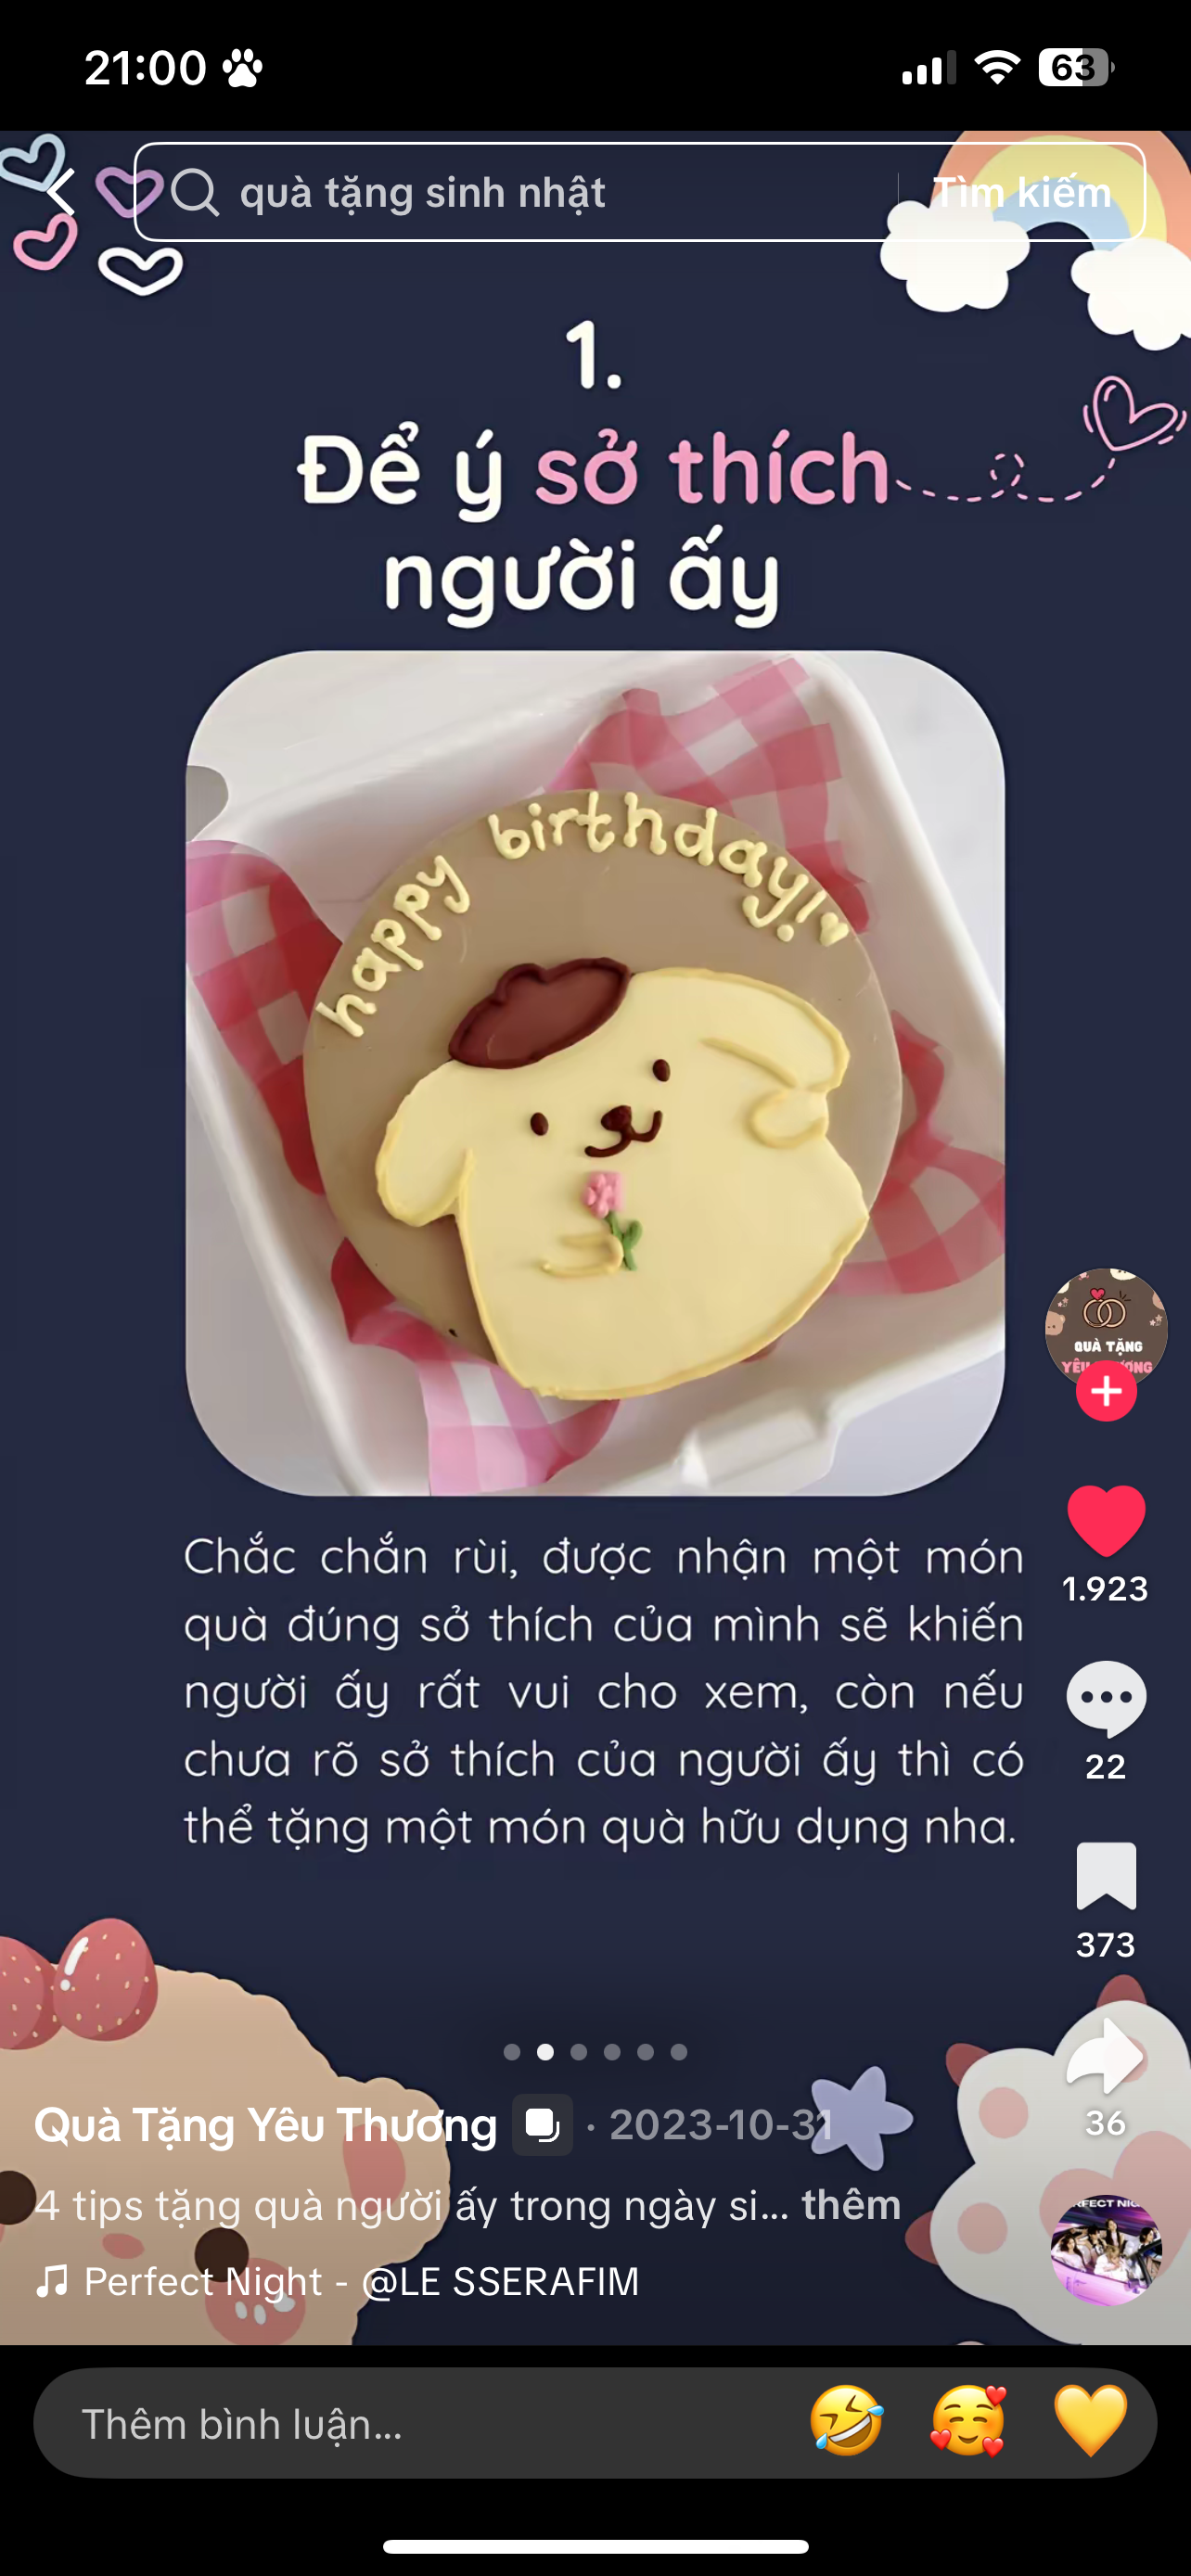 21:00
63
quà tặng sinh nhật
Tìm kiếm
1.
Để ý sở thích
người ấy
happy birthday!
Chắc chắn rùi, được nhận một món
quà đúng sở thích của mình sẽ khiến
người ấy rất vui cho xem, còn nếu
chưa rõ sở thích của người ấy thì có
thể tặng một món quà hữu dụng nha.
QUÀ TẶNG
1.923
22
373
36
Quà Tặng Yêu Thương · 2023-10-31
4 tips tặng quà người ấy trong ngày si... thêm
Perfect Night - @LE SSERAFIM
Thêm bình luận...